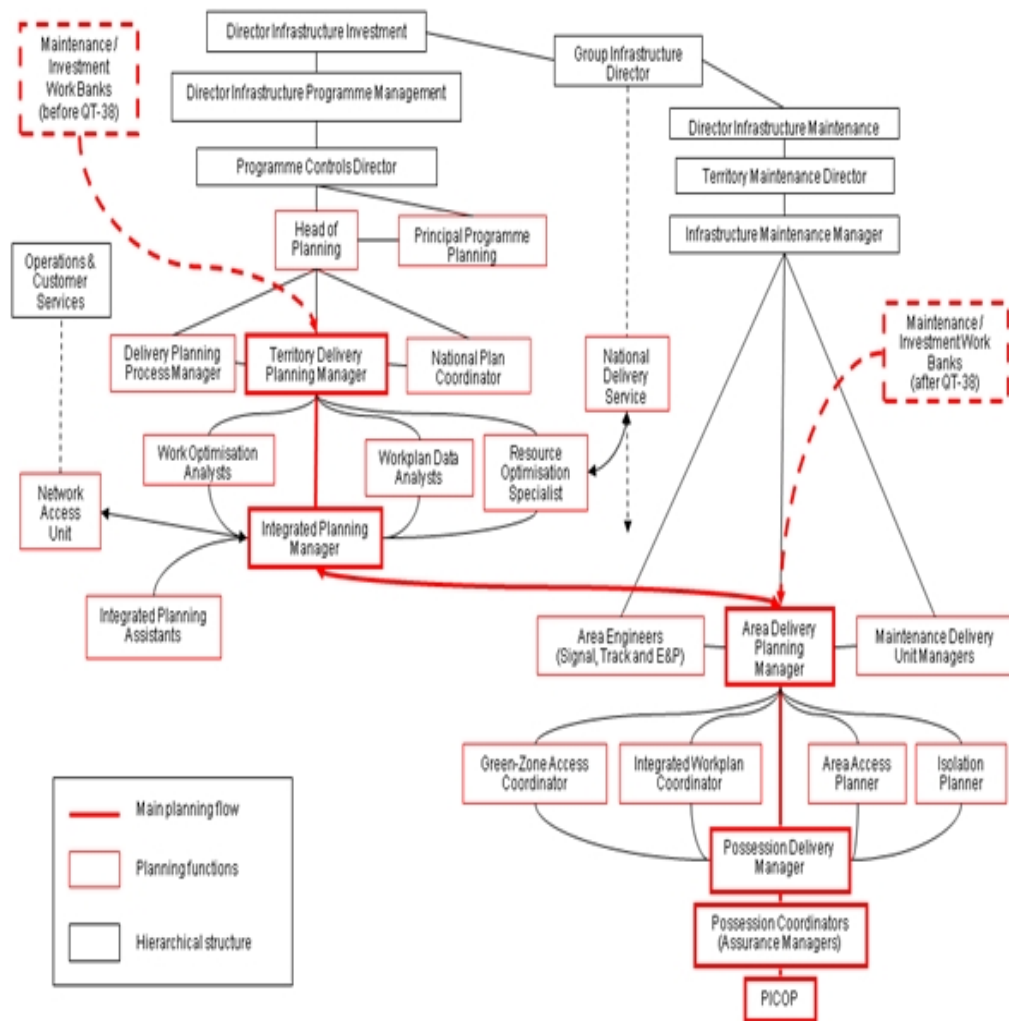 Maintenance /
Investment
Work Banks
(before QT-38)
Director Infrastructure Investment
Group Infrastructure
Director
Director Infrastructure Programme Management
Director Infrastructure Maintenance
Programme Controls Director
Territory Maintenance Director
Head of
Planning
Principal Programme
Planning
Infrastructure Maintenance Manager
Operations &
Customer
Services
Delivery Planning
Process Manager
Territory Delivery
Planning Manager
National Plan
Coordinator
National
Delivery
Service
Maintenance /
Investment Work
Banks
(after QT-38)
Work Optimisation
Analysts
Workplan Data
Analysts
Resource
Optimisation
Specialist
Network
Access
Unit
Integrated Planning
Manager
Integrated Planning
Assistants
Area Engineers
(Signal, Track and E&P)
Area Delivery
Planning
Manager
Maintenance Delivery
Unit Managers
Green-Zone Access
Coordinator
Integrated Workplan
Coordinator
Area Access
Planner
Isolation
Planner
Main planning flow
Planning functions
Hierarchical structure
Possession Delivery
Manager
Possession Coordinators
(Assurance Managers)
PICOP